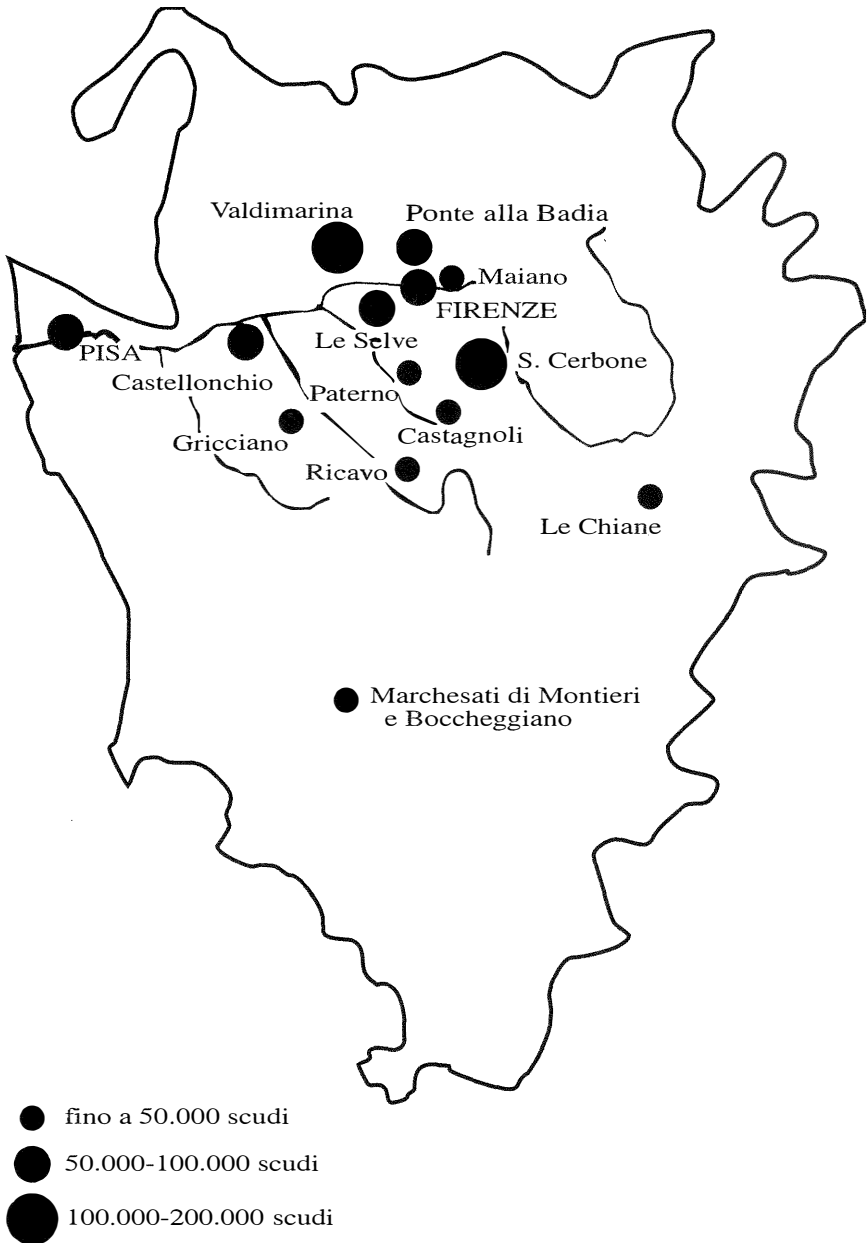 Valdimarina
Ponte alla Badia
Maiano
FIRENZE
Le Selve
PISA
S. Cerbone
Castellonchio
Paterno
Castagnoli
Gricciano
Ricavo
Le Chiane
Marchesati di Montieri
e Boccheggiano
fino a 50.000 scudi
50.000-100.000 scudi
100.000-200.000 scudi